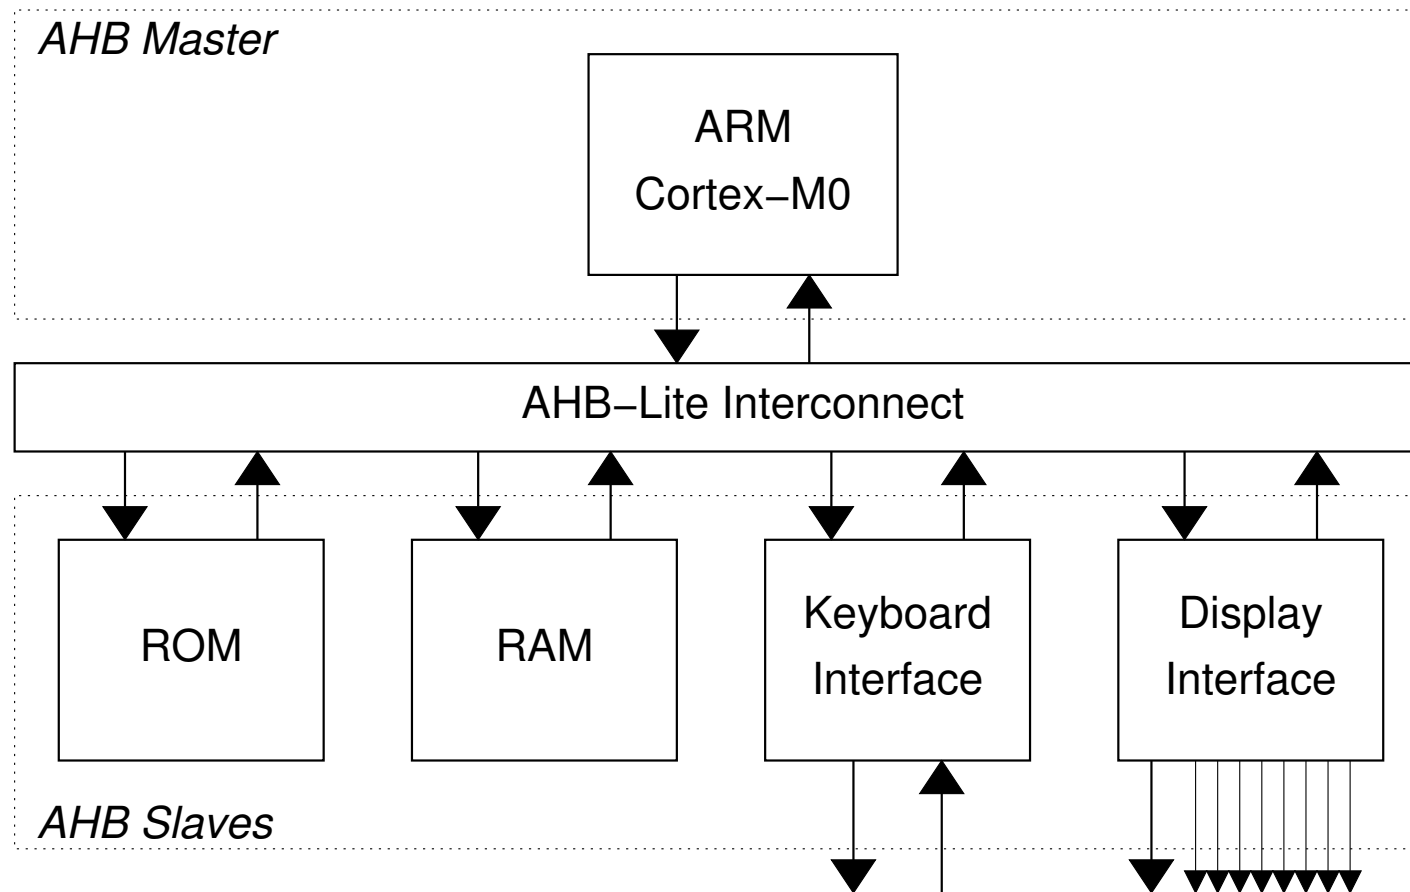 AHB Master
ARM
Cortex−M0
AHB−Lite Interconnect
ROM
RAM
Keyboard
Interface
Display
Interface
AHB Slaves